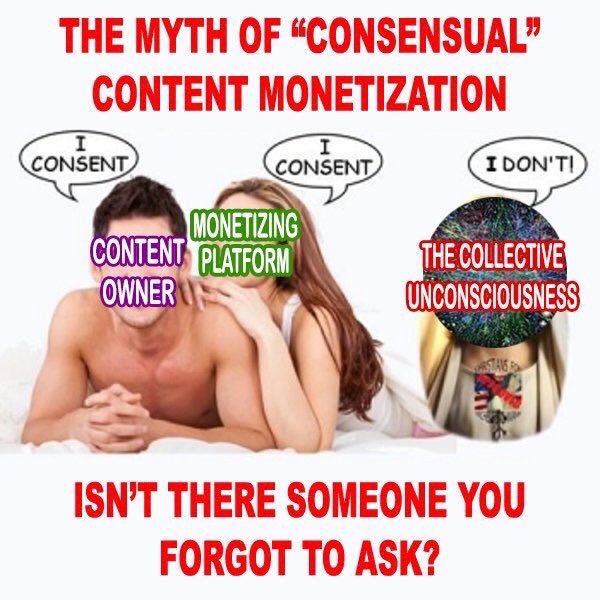 THE MYTH OF “CONSENSUAL”
CONTENT MONETIZATION
I
CONSENT
I
CONSENT
I DON'T!
CONTENT
OWNER
MONETIZING
PLATFORM
THE COLLECTIVE
UNCONSCIOUSNESS
ISN’T THERE SOMEONE YOU
FORGOT TO ASK?